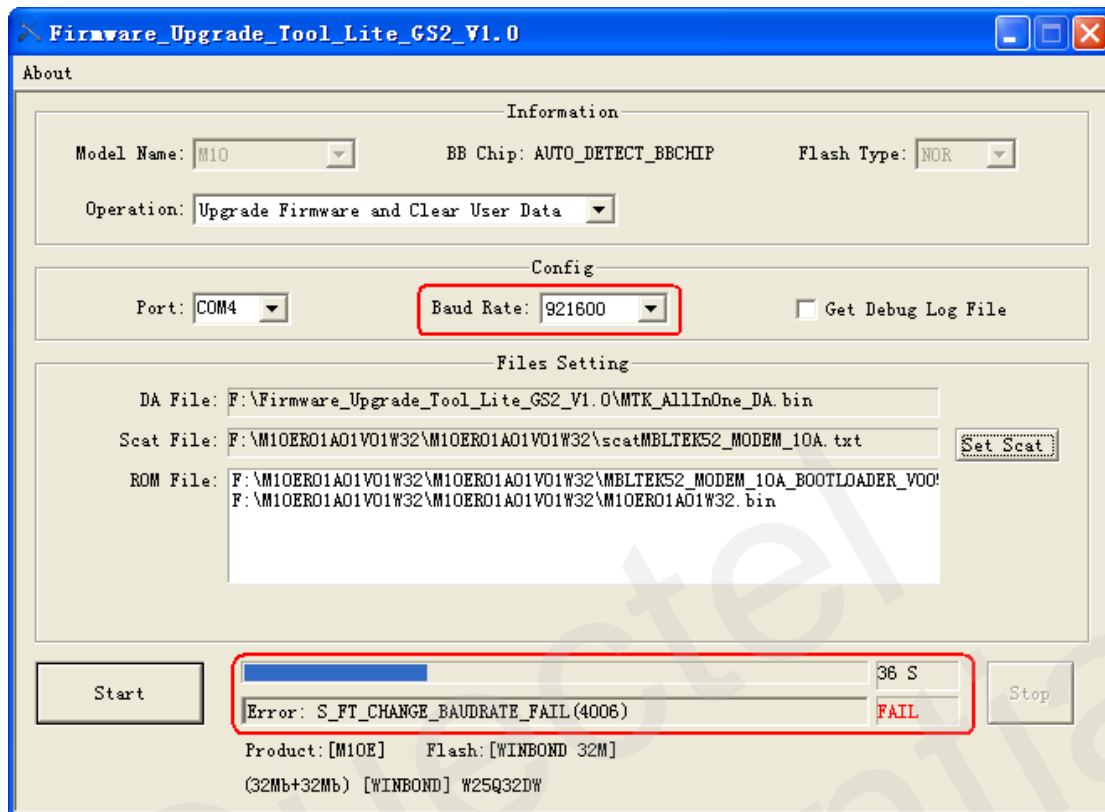 Firmware_Upgrade_Tool_Lite_GS2_V1.0
About
Information
Model Name: M10 BB Chip: AUTO_DETECT_BBCHIP Flash Type: NOR
Operation: Upgrade Firmware and Clear User Data
Config
Port: COM4 Baud Rate: 921600 Get Debug Log File
Files Setting
DA File: F:\Firmware_Upgrade_Tool_Lite_GS2_V1.0\MTK_AllInOne_DA.bin
Scat File: F:\M10ER01A01V01W32\M10ER01A01V01W32\scatMBLTEK52_MODEM_10A.txt Set Scat
ROM File: F:\M10ER01A01V01W32\M10ER01A01V01W32\MBLTEK52_MODEM_10A_BOOTLOADER_V005
F:\M10ER01A01V01W32\M10ER01A01V01W32\M10ER01A01W32.bin
Start 36 S Stop
Error: S_FT_CHANGE_BAUDRATE_FAIL(4006) FAIL
Product:[M10E] Flash:[WINBOND 32M]
(32Mb+32Mb) [WINBOND] W25Q32DW